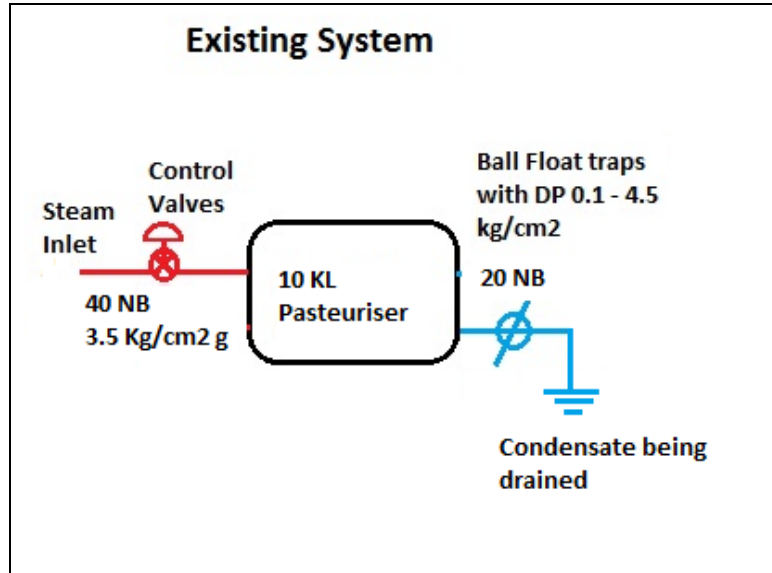 Existing System
Control
Valves
Steam
Inlet
40 NB
3.5 Kg/cm2 g
10 KL
Pasteuriser
Ball Float traps
with DP 0.1 - 4.5
kg/cm2
20 NB
Condensate being
drained